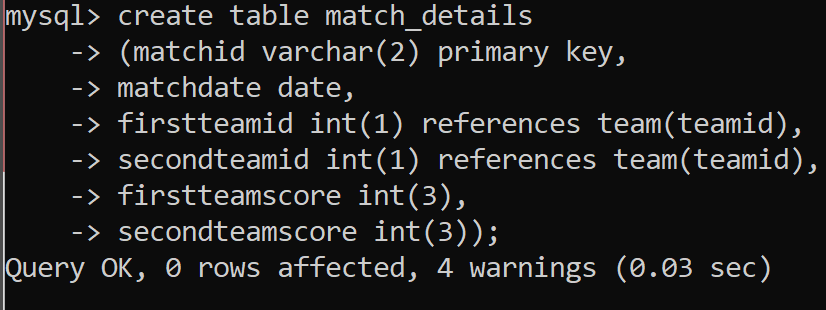 mysql> create table match_details
    -> (matchid varchar(2) primary key,
    -> matchdate date,
    -> firstteamid int(1) references team(teamid),
    -> secondteamid int(1) references team(teamid),
    -> firstteamscore int(3),
    -> secondteamscore int(3));
Query OK, 0 rows affected, 4 warnings (0.03 sec)